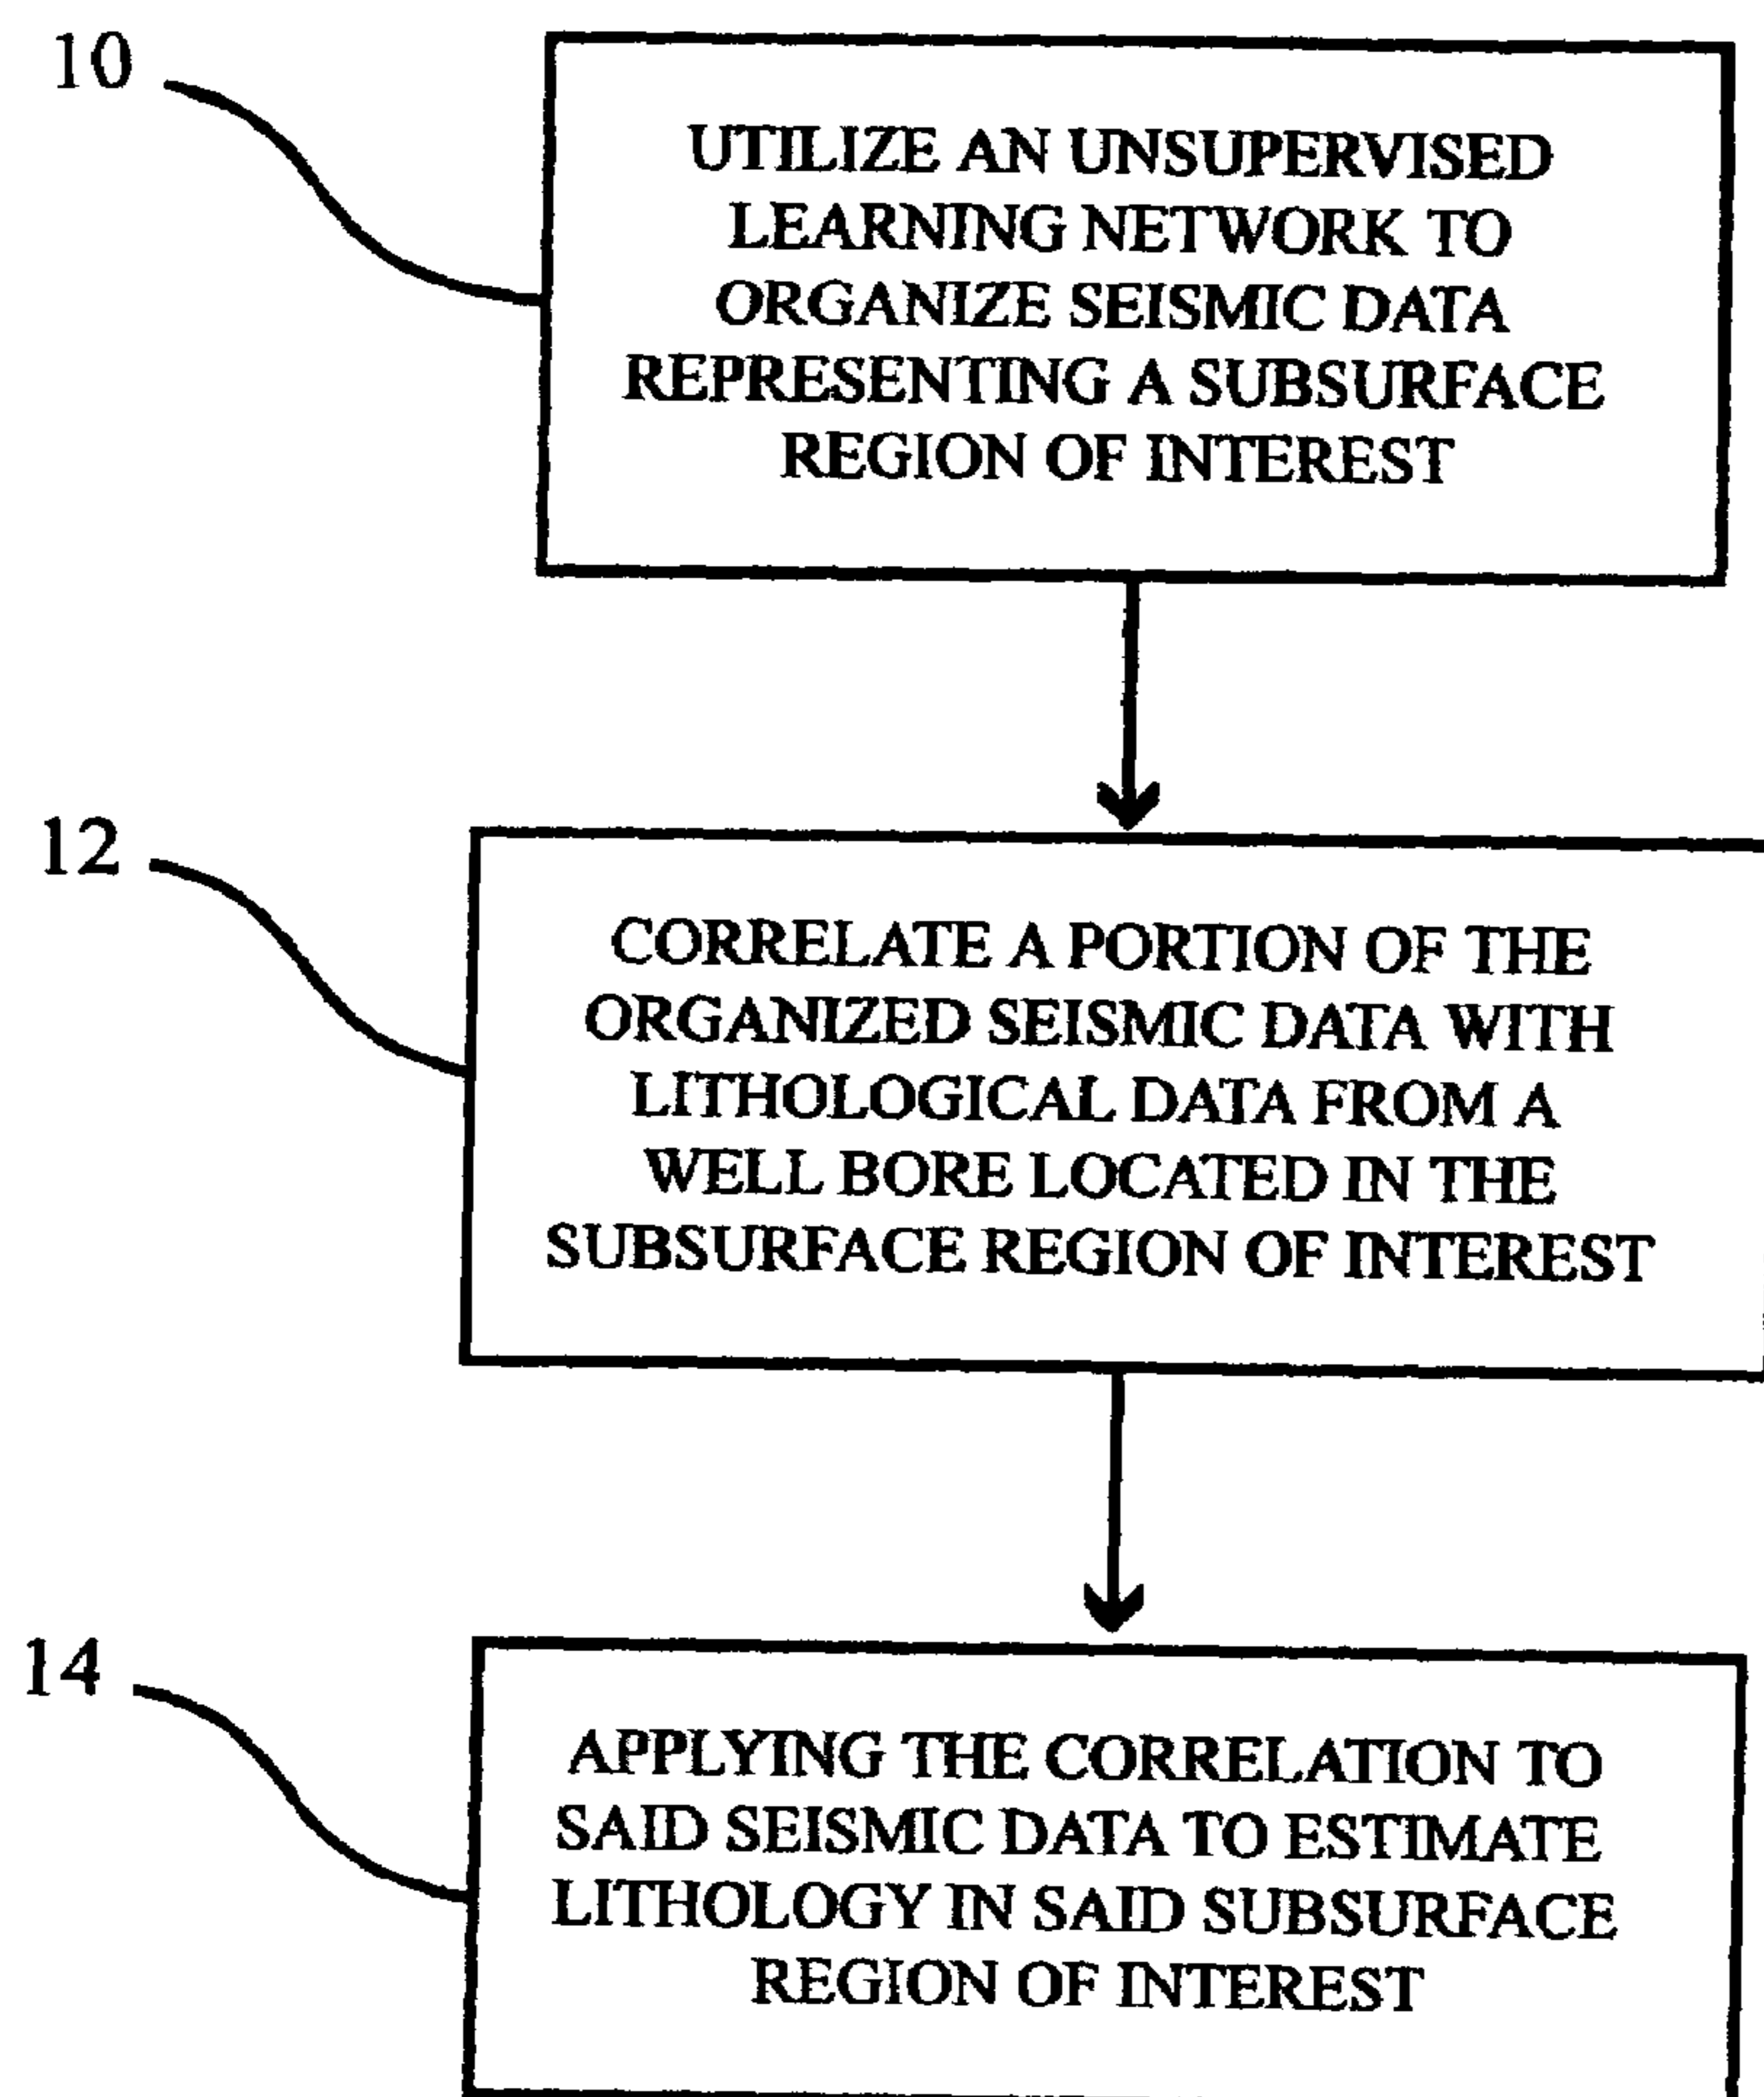 10
UTILIZE AN UNSUPERVISED
LEARNING NETWORK TO
ORGANIZE SEISMIC DATA
REPRESENTING A SUBSURFACE
REGION OF INTEREST
12
CORRELATE A PORTION OF THE
ORGANIZED SEISMIC DATA WITH
LITHOLOGICAL DATA FROM A
WELL BORE LOCATED IN THE
SUBSURFACE REGION OF INTEREST
14
APPLYING THE CORRELATION TO
SAID SEISMIC DATA TO ESTIMATE
LITHOLOGY IN SAID SUBSURFACE
REGION OF INTEREST